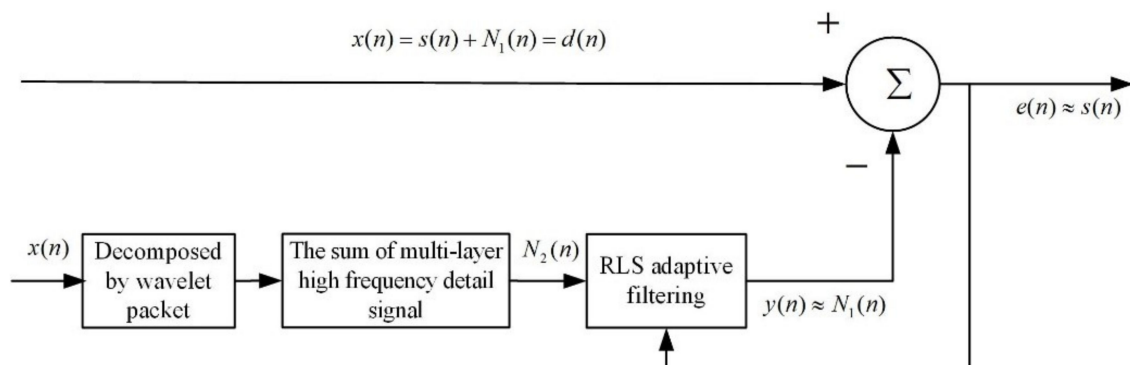 x(n) = s(n) + N₁(n) = d(n)
+
Σ
e(n) ≈ s(n)
−
x(n)
Decomposed
by wavelet
packet
The sum of multi-layer
high frequency detail
signal
N₂(n)
RLS adaptive
filtering
y(n) ≈ N₁(n)